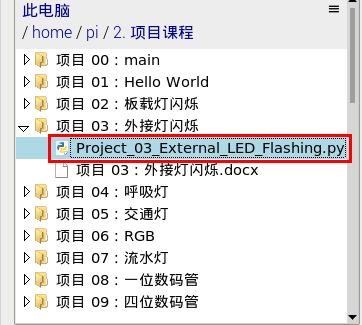 此电脑
/ home / pi / 2. 项目课程
项目 00：main
项目 01：Hello World
项目 02：板载灯闪烁
项目 03：外接灯闪烁
Project_03_External_LED_Flashing.py
项目 03：外接灯闪烁.docx
项目 04：呼吸灯
项目 05：交通灯
项目 06：RGB
项目 07：流水灯
项目 08：一位数码管
项目 09：四位数码管